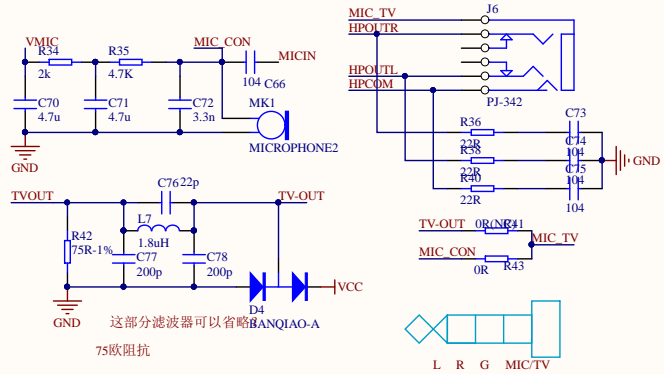 VMIC
R34
2k
R35
4.7K
MIC_CON
104
C66
MICIN
C70
4.7u
C71
4.7u
C72
3.3n
MK1
MICROPHONE2
GND
MIC_TV
HPOUTR
HPOUTL
HPCOM
J6
PJ-342
R36
22R
R38
22R
R40
22R
C73
104
C74
104
C75
104
GND
TVOUT
C76
22p
TV-OUT
R42
75R-1%
L7
1.8uH
C77
200p
C78
200p
D4
BANQIAO-A
VCC
GND
这部分滤波器可以省略?
75欧阻抗
TV-OUT
0R(NC)
R41
MIC_TV
MIC_CON
0R
R43
L R G MIC/TV